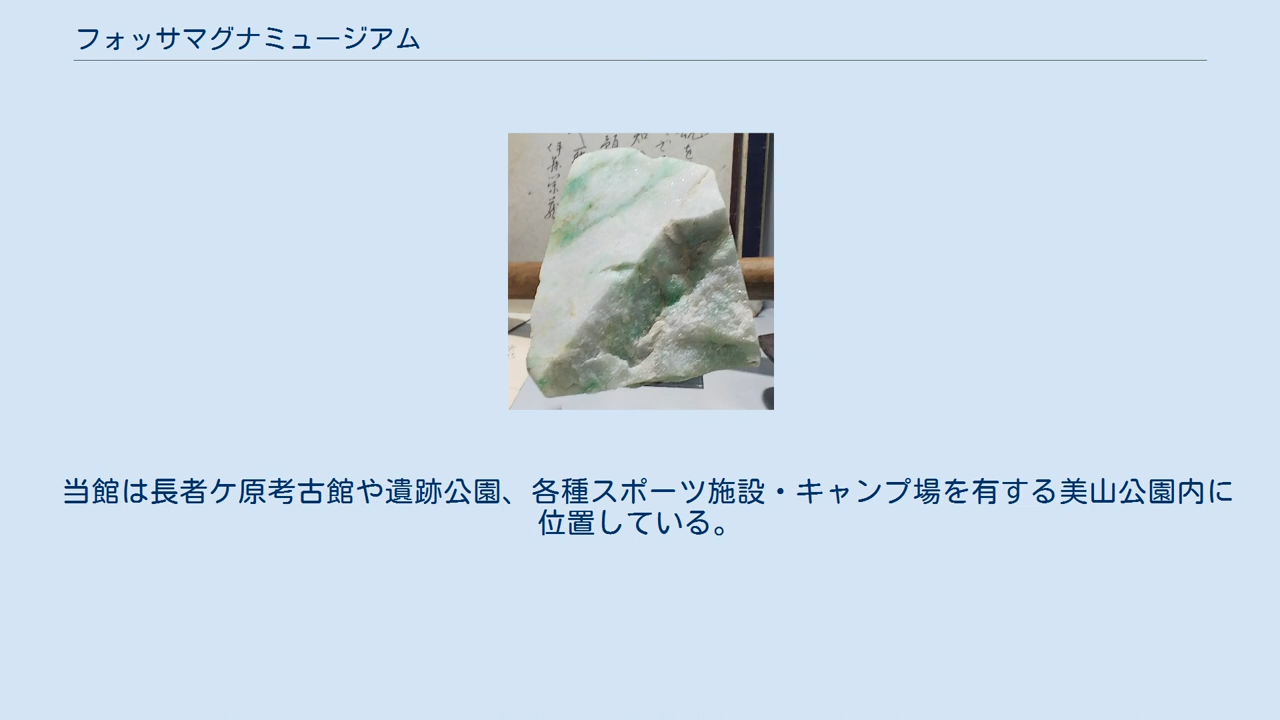 フォッサマグナミュージアム
当館は長者ケ原考古館や遺跡公園、各種スポーツ施設・キャンプ場を有する美山公園内に
位置している。